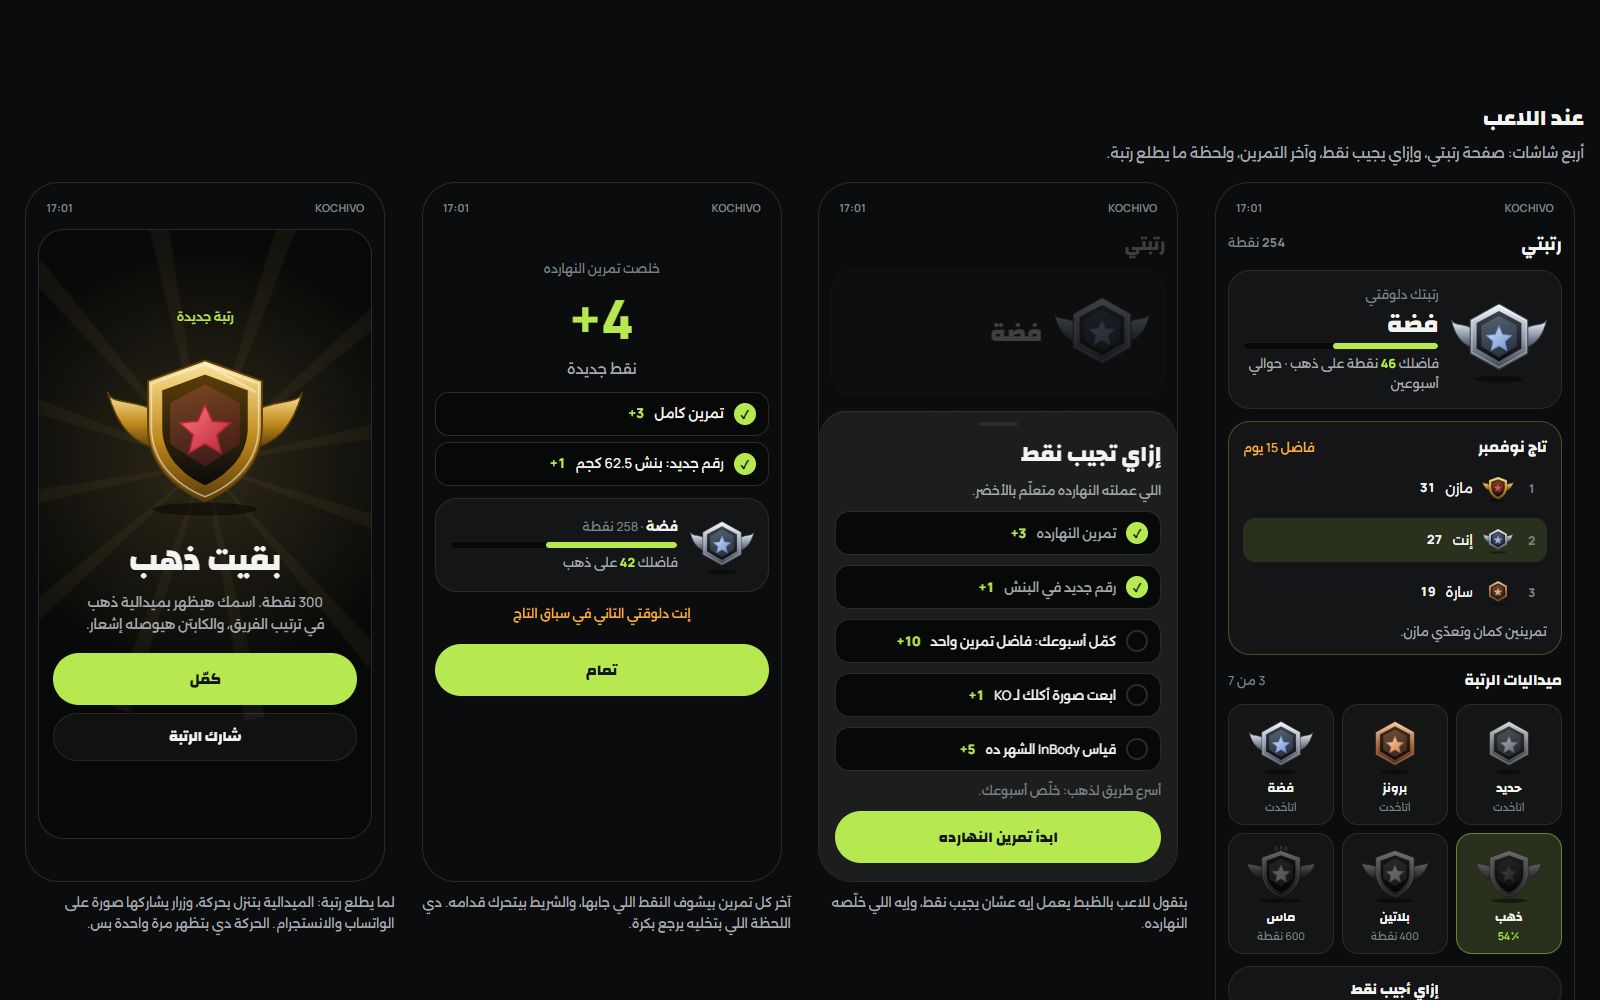 عند اللاعب
أربع شاشات: صفحة رتبتي، وإزاي يجيب نقط، وآخر التمرين، ولحظة ما يطلع رتبة.
KOCHIVO 17:01
رتبتي 254 نقطة
رتبتك دلوقتي
فضة
فاضلك 46 نقطة على ذهب · حوالي
أسبوعين
تاج نوفمبر فاضل 15 يوم
1 مازن 31
2 إنت 27
3 سارة 19
تمرينين كمان وتعدّي مازن.
ميداليات الرتبة 3 من 7
حديد
اتاخدت
برونز
اتاخدت
فضة
اتاخدت
ذهب
54٪
بلاتين
400 نقطة
ماس
600 نقطة
إزاي أجيب نقط
KOCHIVO 17:01
رتبتي
فضة
إزاي تجيب نقط
اللي عملته النهارده متعلّم بالأخضر.
تمرين النهارده +3
رقم جديد في البنش +1
كمّل أسبوعك: فاضل تمرين واحد +10
ابعت صورة أكلك لـ KO +1
قياس InBody الشهر ده +5
أسرع طريق لذهب: خلّص أسبوعك.
ابدأ تمرين النهارده
بتقول للاعب بالظبط يعمل إيه عشان يجيب نقط، وإيه اللي خلّصه
النهارده.
KOCHIVO 17:01
خلصت تمرين النهارده
+4
نقط جديدة
تمرين كامل +3
رقم جديد: بنش 62.5 كجم +1
فضة · 258 نقطة
فاضلك 42 على ذهب
إنت دلوقتي التاني في سباق التاج
تمام
آخر كل تمرين بيشوف النقط اللي جابها، والشريط بيتحرك قدامه. دي
اللحظة اللي بتخليه يرجع بكرة.
KOCHIVO 17:01
رتبة جديدة
بقيت ذهب
300 نقطة. اسمك هيظهر بميدالية ذهب
في ترتيب الفريق، والكابتن هيوصله إشعار.
كمّل
شارك الرتبة
لما يطلع رتبة: الميدالية بتنزل بحركة، وزرار يشاركها صورة على
الواتساب والانستجرام. الحركة دي بتظهر مرة واحدة بس.